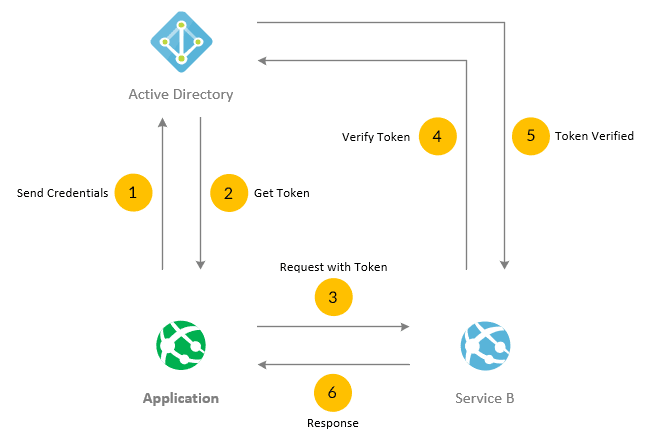 Active Directory
Verify Token
4
5
Token Verified
Send Credentials
1
2
Get Token
Request with Token
3
Application
Service B
6
Response